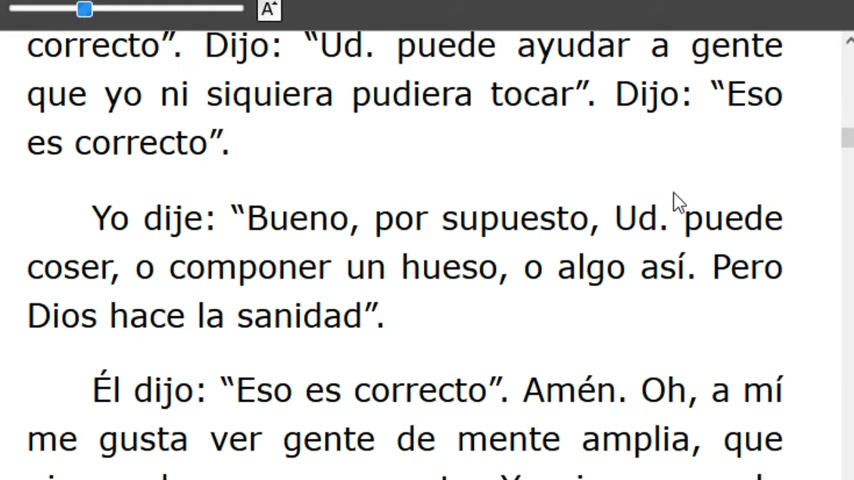 correcto”. Dijo: “Ud. puede ayudar a gente
que yo ni siquiera pudiera tocar”. Dijo: “Eso
es correcto”.
Yo dije: “Bueno, por supuesto, Ud. puede
coser, o componer un hueso, o algo así. Pero
Dios hace la sanidad”.
Él dijo: “Eso es correcto”. Amén. Oh, a mí
me gusta ver gente de mente amplia, que